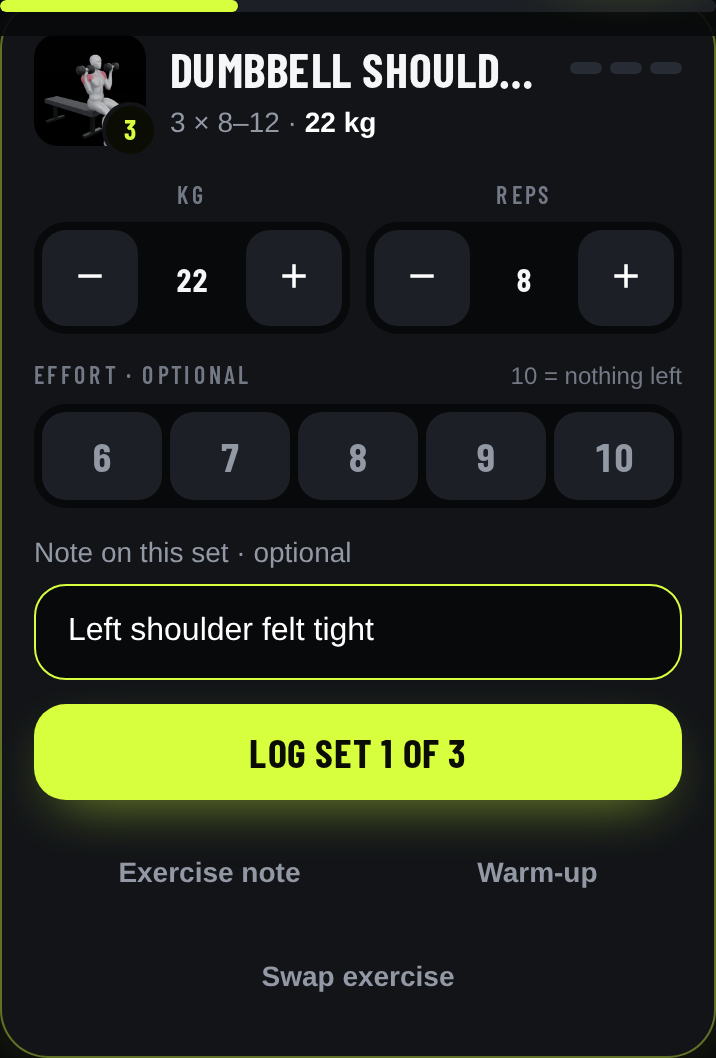 DUMBBELL SHOULD...
3
3 × 8–12 · 22 kg
KG
REPS
− 22 +
− 8 +
EFFORT · OPTIONAL
10 = nothing left
6 7 8 9 10
Note on this set · optional
Left shoulder felt tight
LOG SET 1 OF 3
Exercise note
Warm-up
Swap exercise